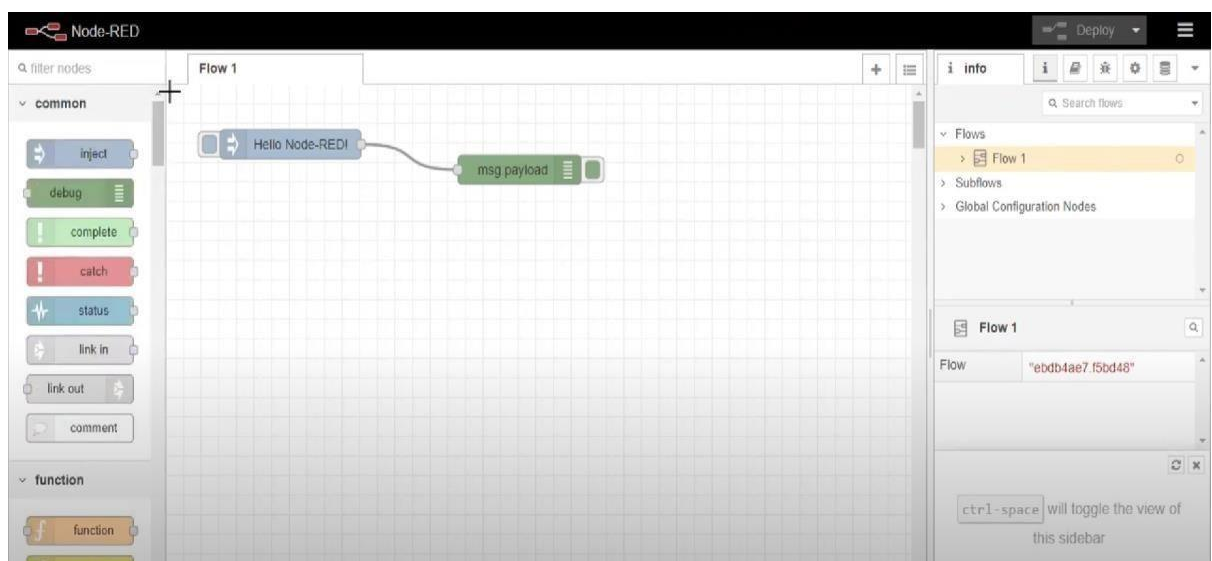 Node-RED
Deploy
filter nodes
Flow 1
i info
i
Search flows
common
Hello Node-RED!
inject
msg.payload
debug
complete
catch
status
link in
link out
comment
function
function
Flows
Flow 1
Subflows
Global Configuration Nodes
Flow 1
Flow "ebdb4ae7.f5bd48"
ctrl-space will toggle the view of
this sidebar